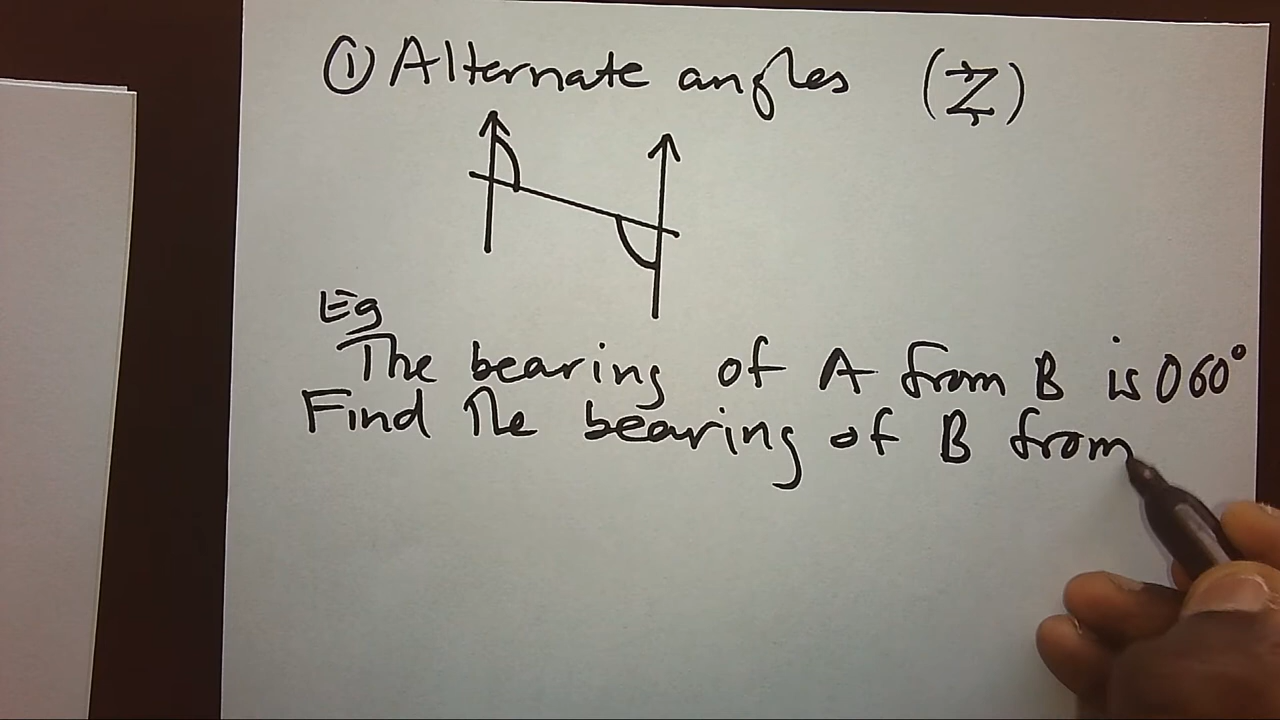 ① Alternate angles (Z)
Eg
The bearing of A from B is 060°
Find the bearing of B from